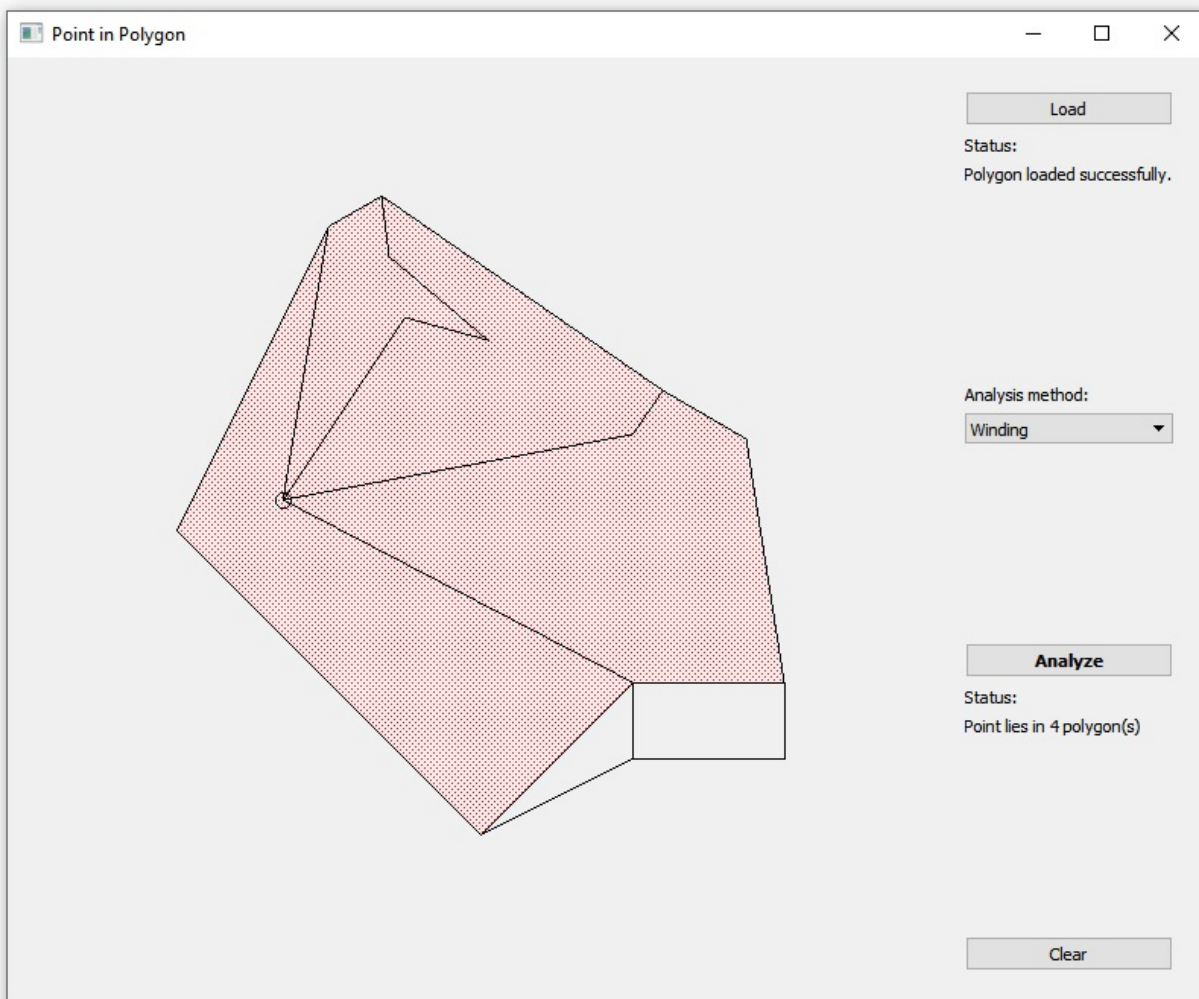 Point in Polygon
Load
Status:
Polygon loaded successfully.
Analysis method:
Winding
Analyze
Status:
Point lies in 4 polygon(s)
Clear